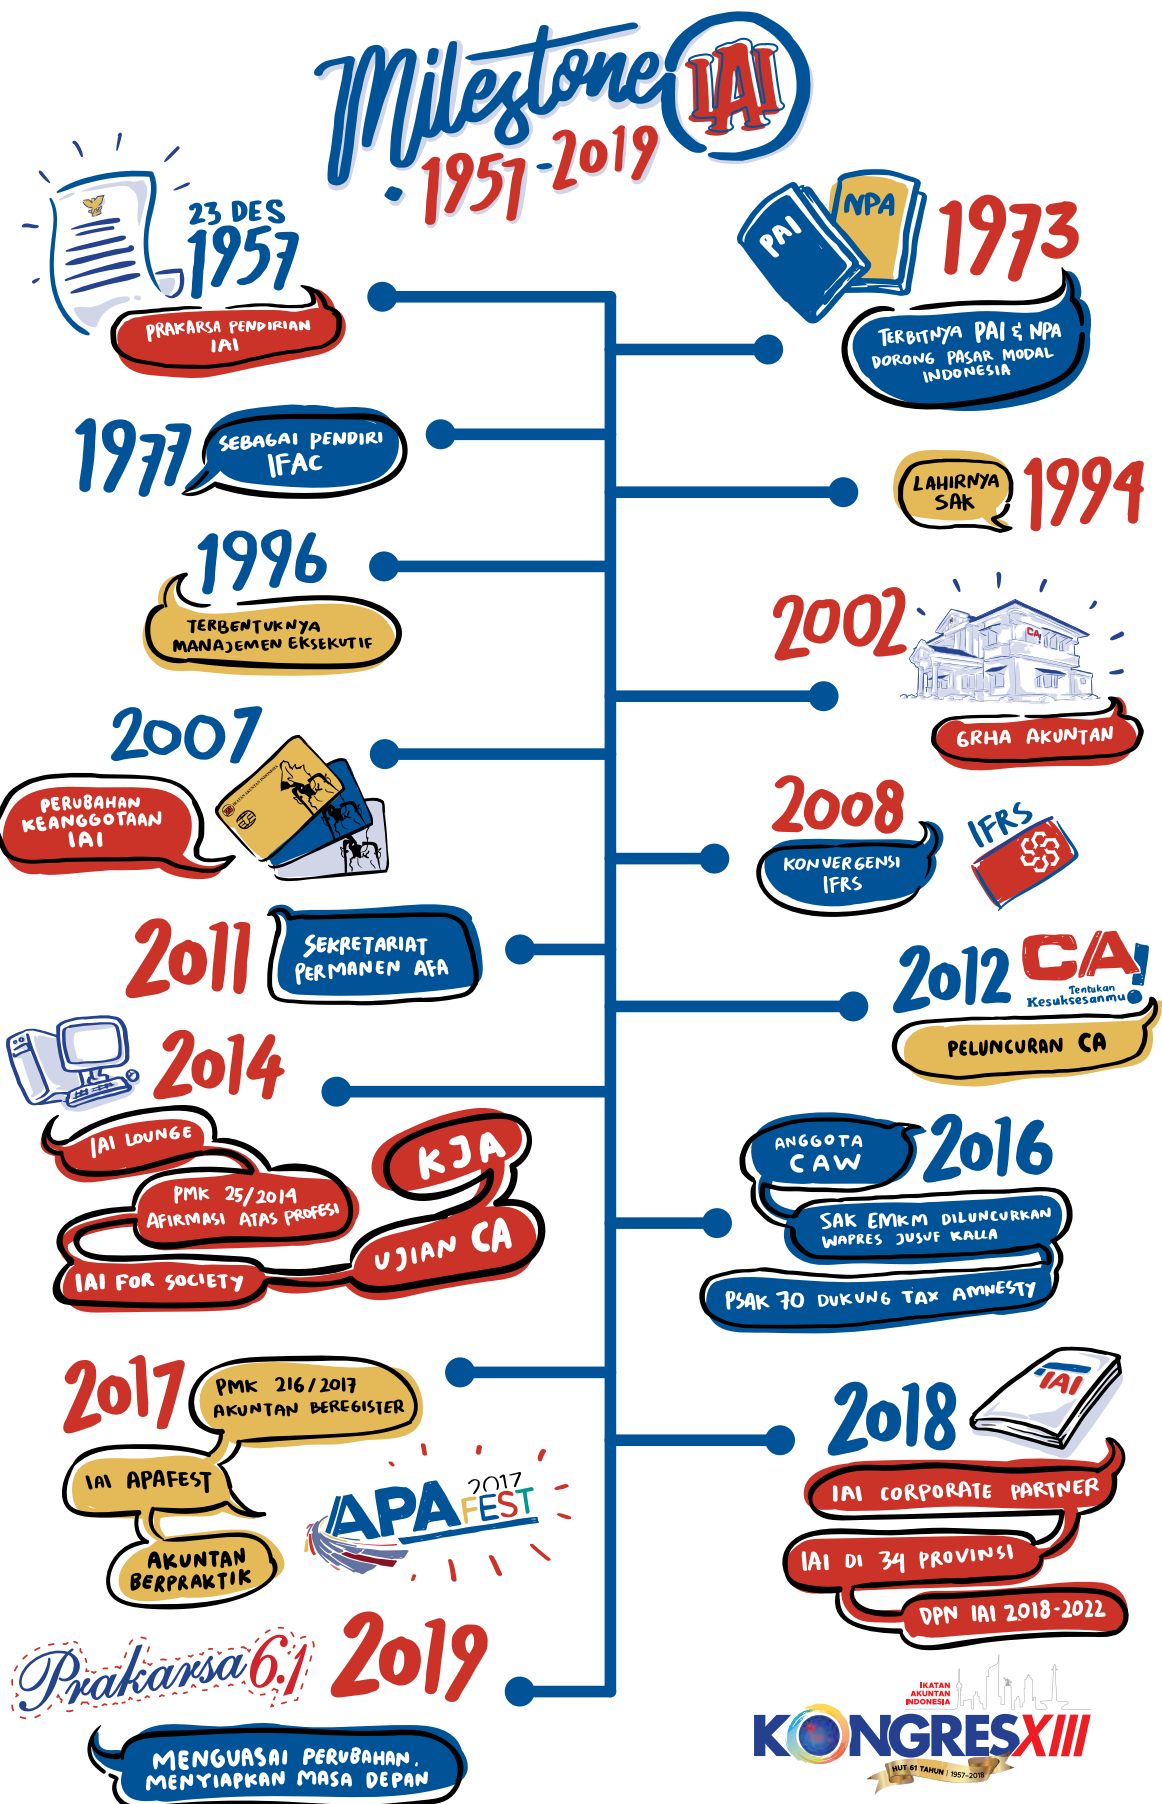 Milestone IAI
1957-2019
23 DES
1957
PRAKARSA PENDIRIAN
IAI
PAI
NPA
1973
TERBITNYA PAI & NPA
DORONG PASAR MODAL
INDONESIA
1977
SEBAGAI PENDIRI
IFAC
LAHIRNYA
SAK
1994
1996
TERBENTUKNYA
MANAJEMEN EKSEKUTIF
2002
CA!
GRHA AKUNTAN
2007
PERUBAHAN
KEANGGOTAAN
IAI
IKATAN AKUNTAN INDONESIA
2008
KONVERGENSI
IFRS
IFRS
2011
SEKRETARIAT
PERMANEN AFA
2012
CA!
Tentukan
Kesuksesanmu
PELUNCURAN CA
2014
IAI LOUNGE
PMK 25/2014
AFIRMASI ATAS PROFESI
IAI FOR SOCIETY
UJIAN CA
KJA
2016
ANGGOTA
CAW
SAK EMKM DILUNCURKAN
WAPRES JUSUF KALLA
PSAK 70 DUKUNG TAX AMNESTY
2017
PMK 216/2017
AKUNTAN BEREGISTER
IAI APAFEST
AKUNTAN
BERPRAKTIK
APA 2017
FEST
2018
IAI
IAI CORPORATE PARTNER
IAI DI 34 PROVINSI
DPN IAI 2018-2022
Prakarsa 6.1
2019
MENGUASAI PERUBAHAN,
MENYIAPKAN MASA DEPAN
IKATAN
AKUNTAN
INDONESIA
KONGRES XIII
HUT 61 TAHUN | 1957-2018